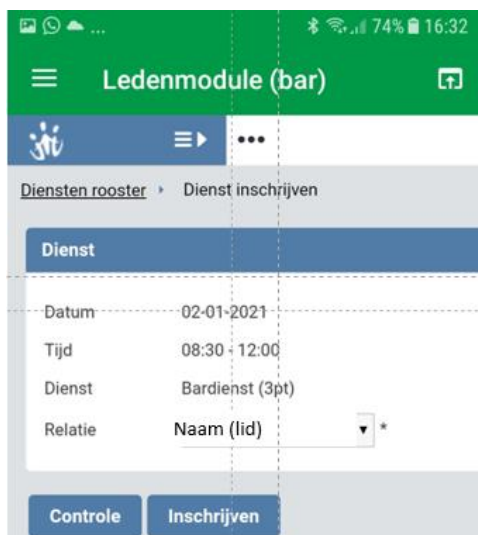 ... 74% 16:32
Ledenmodule (bar)
Diensten rooster Dienst inschrijven
Dienst
Datum 02-01-2021
Tijd 08:30 - 12:00
Dienst Bardienst (3pt)
Relatie Naam (lid) *
Controle Inschrijven